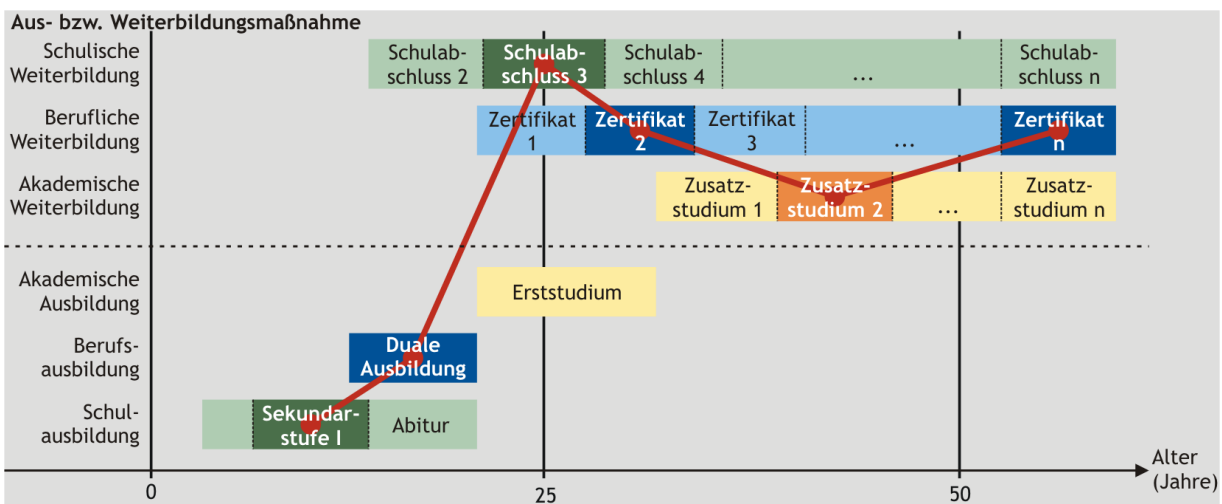 Aus- bzw. Weiterbildungsmaßnahme
Schulische
Weiterbildung
Schulab-
schluss 2
Schulab-
schluss 3
Schulab-
schluss 4
...
Schulab-
schluss n
Berufliche
Weiterbildung
Zertifikat
1
Zertifikat
2
Zertifikat
3
...
Zertifikat
n
Akademische
Weiterbildung
Zusatz-
studium 1
Zusatz-
studium 2
...
Zusatz-
studium n
Akademische
Ausbildung
Erststudium
Berufs-
ausbildung
Duale
Ausbildung
Schul-
ausbildung
Sekundar-
stufe I
Abitur
Alter
(Jahre)
0
25
50